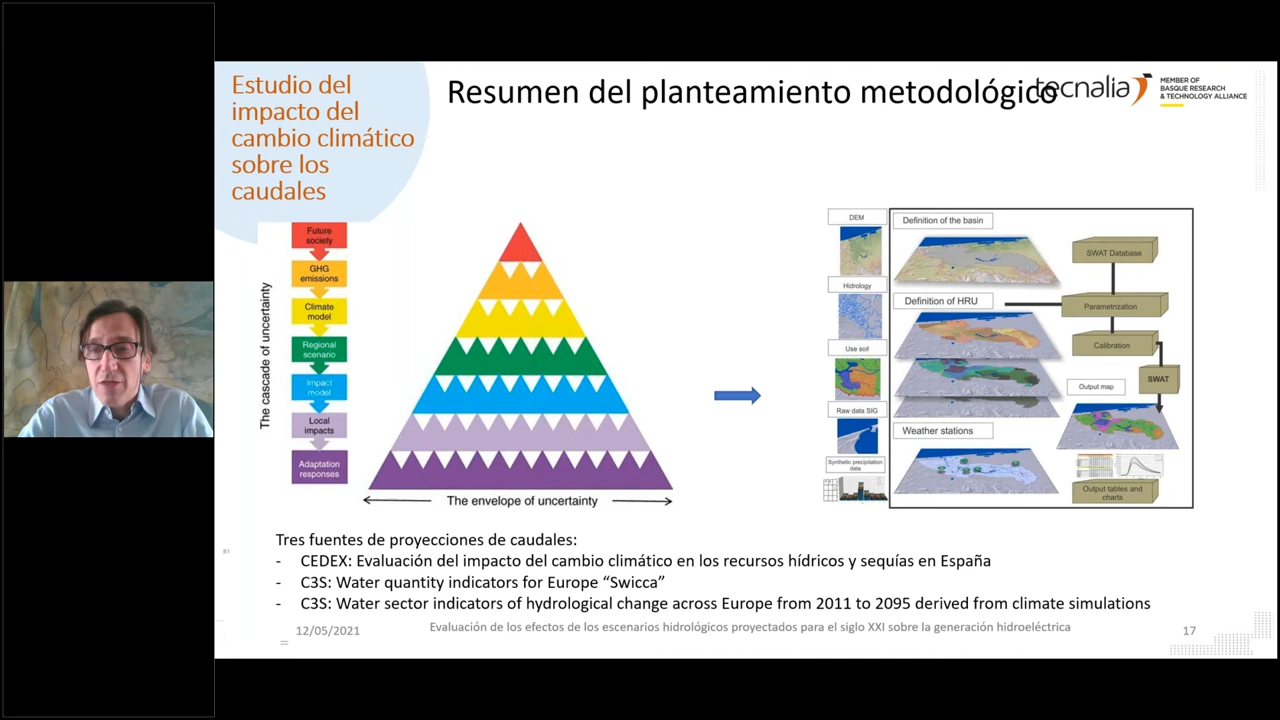 Estudio del
impacto del
cambio climático
sobre los
caudales
Resumen del planteamiento metodológico
tecnalia
MEMBER OF
BASQUE RESEARCH
& TECHNOLOGY ALLIANCE
The cascade of uncertainty
Future
society
GHG
emissions
Climate
model
Regional
scenario
Impact
model
Local
impacts
Adaptation
responses
The envelope of uncertainty
DEM
Hidrology
Use soil
Raw data SIG
Synthetic precipitation
data
Definition of the basin
Definition of HRU
Weather stations
SWAT Database
Parametrization
Calibration
SWAT
Output map
Output tables and
charts
Tres fuentes de proyecciones de caudales:
- CEDEX: Evaluación del impacto del cambio climático en los recursos hídricos y sequías en España
- C3S: Water quantity indicators for Europe “Swicca”
- C3S: Water sector indicators of hydrological change across Europe from 2011 to 2095 derived from climate simulations
12/05/2021
Evaluación de los efectos de los escenarios hidrológicos proyectados para el siglo XXI sobre la generación hidroeléctrica
17